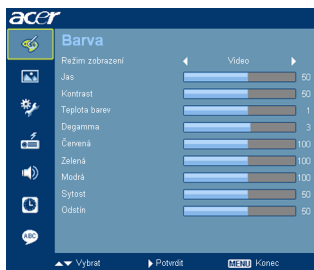 acer
Barva
Režim zobrazení Video
Jas 50
Kontrast 50
Teplota barev 1
Degamma 3
Červená 100
Zelená 100
Modrá 100
Sytost 50
Odstín 50
ABC
Vybrat Potvrdit MENU Konec